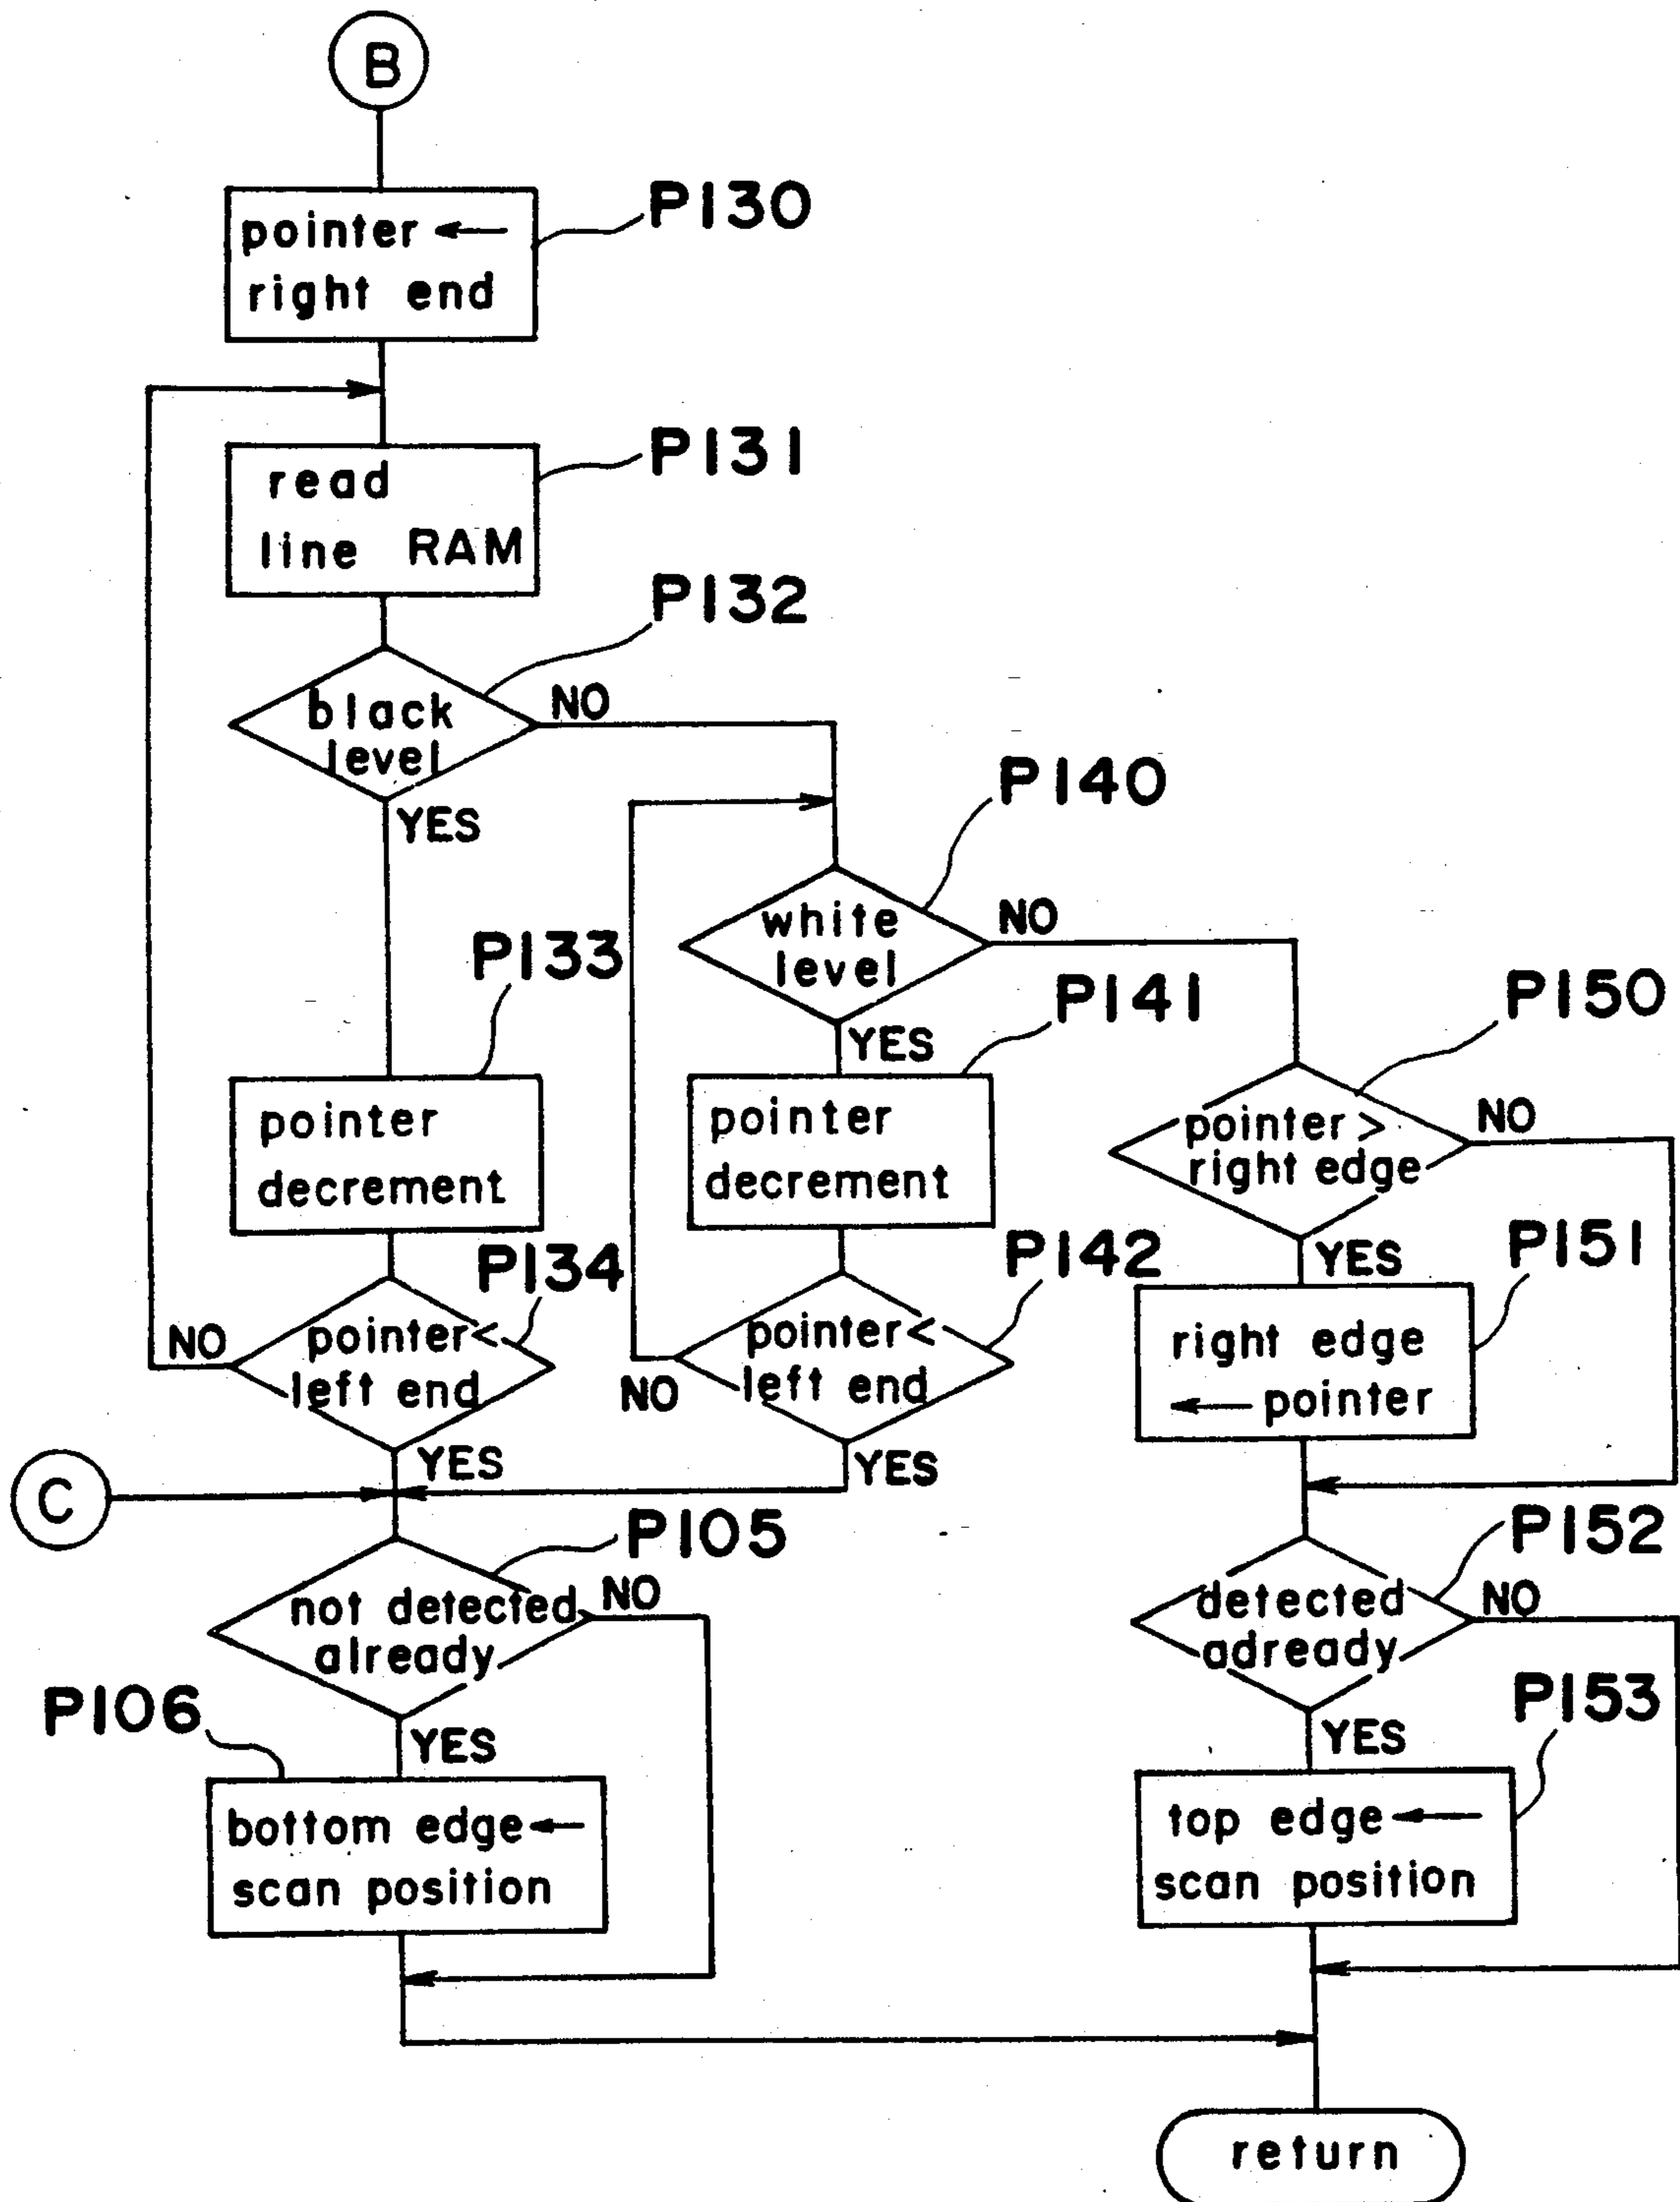 B
P130
pointer ←
right end
P131
read
line RAM
P132
black
level
NO
YES
P140
white
level
NO
YES
P133
pointer
decrement
P141
pointer
decrement
P150
pointer >
right edge
NO
YES
P134
pointer <
left end
NO
YES
P142
pointer <
left end
NO
YES
P151
right edge
← pointer
C
P105
not detected
already
NO
YES
P152
detected
adready
NO
YES
P106
bottom edge ←
scan position
P153
top edge ←
scan position
return